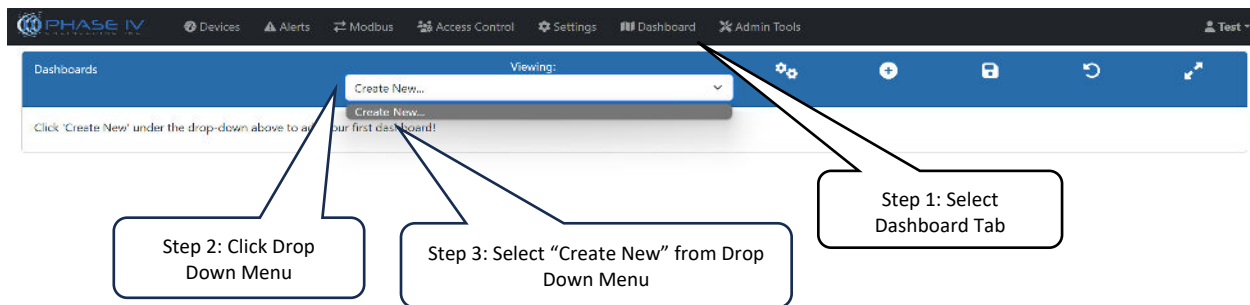 PHASE IV Devices Alerts Modbus Access Control Settings Dashboard Admin Tools Test
Dashboards Viewing:
Create New...
Create New...
Click 'Create New' under the drop-down above to a our first dashboard!
Step 1: Select
Dashboard Tab
Step 2: Click Drop
Down Menu
Step 3: Select “Create New” from Drop
Down Menu